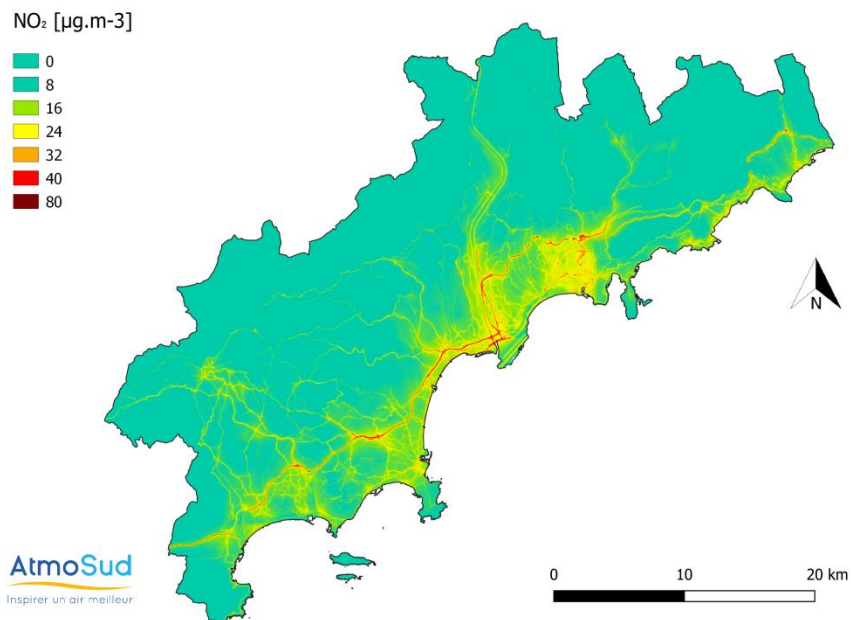 NO₂ [µg.m-3]
0
8
16
24
32
40
80
N
AtmoSud
Inspirer un air meilleur
0 10 20 km